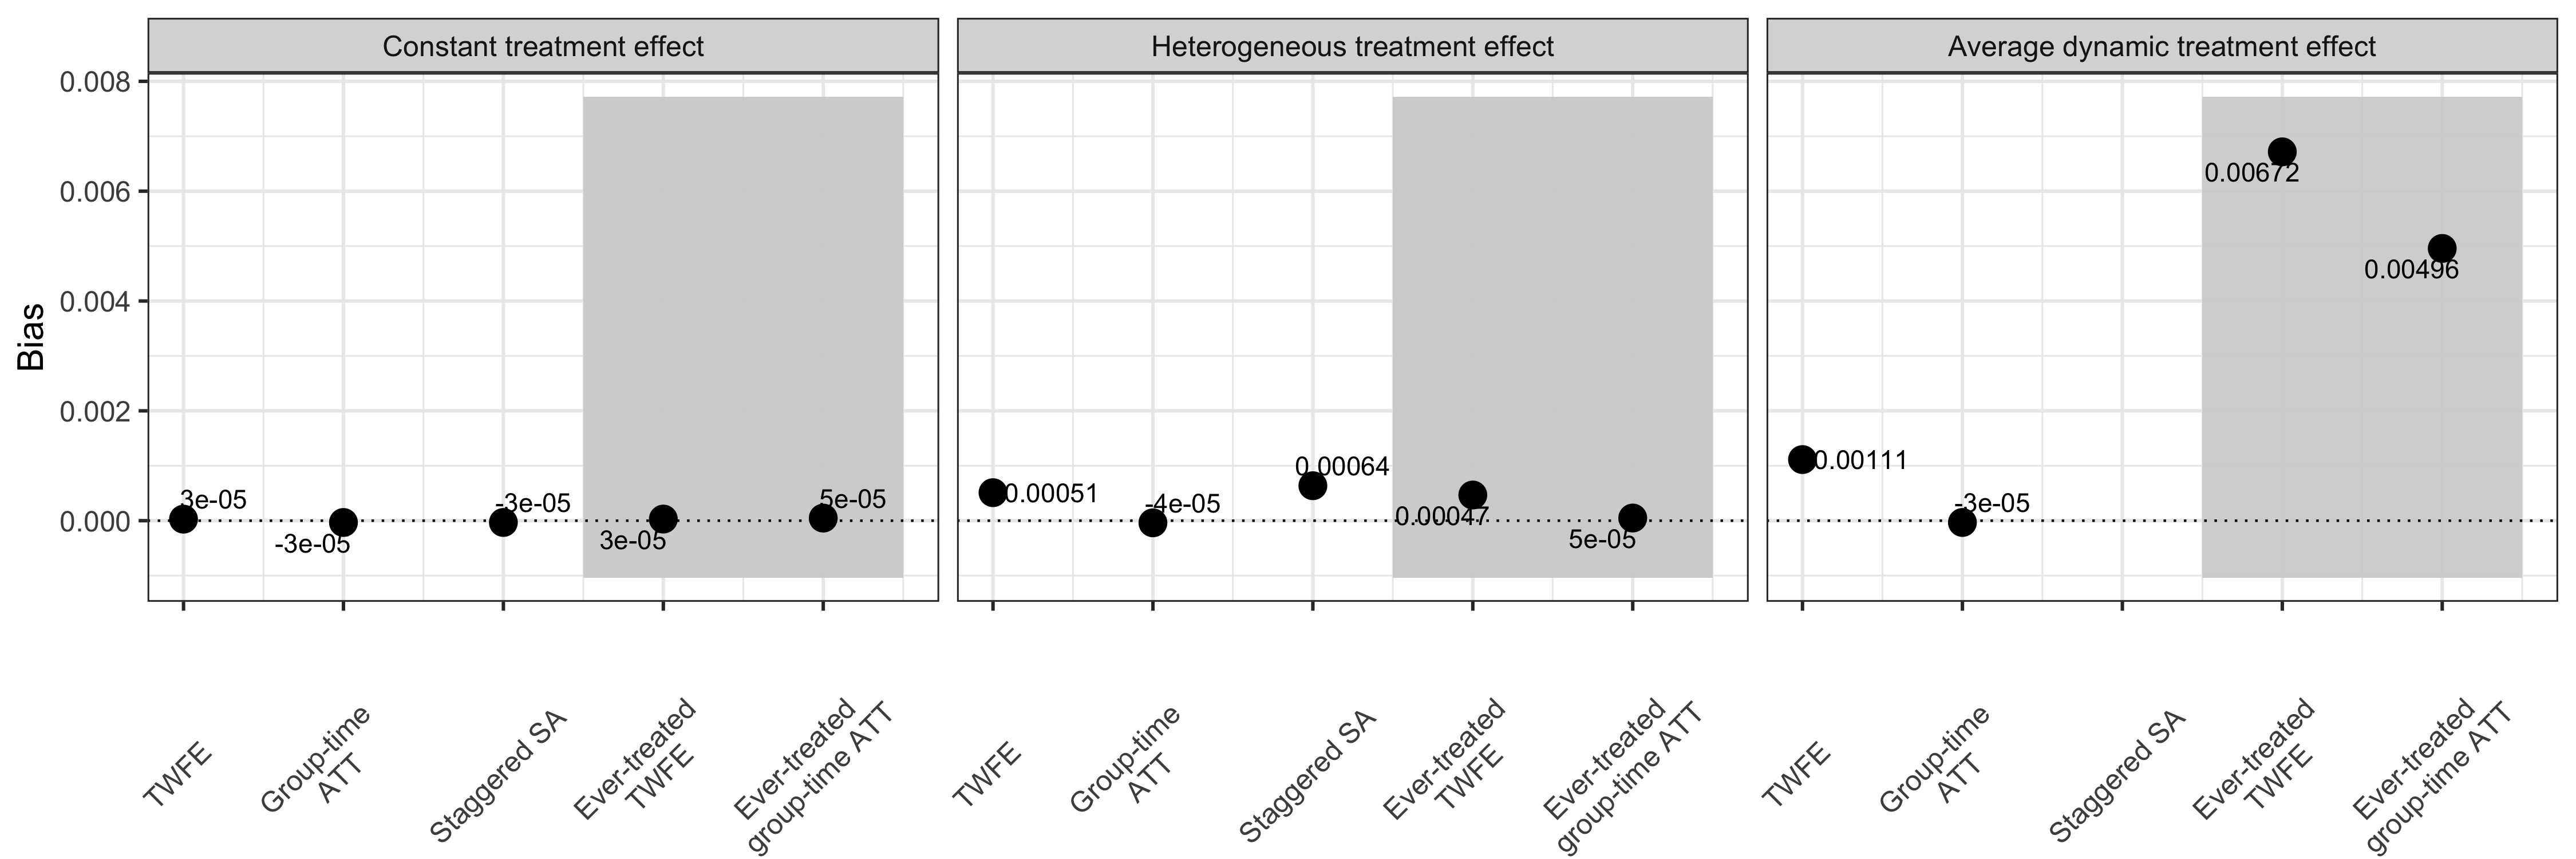 Constant treatment effect
Heterogeneous treatment effect
Average dynamic treatment effect
Bias
0.008
0.006
0.004
0.002
0.000
3e-05
-3e-05
-3e-05
3e-05
5e-05
0.00051
-4e-05
0.00064
0.00047
5e-05
0.00111
-3e-05
0.00672
0.00496
TWFE
Group-time
ATT
Staggered SA
Ever-treated
TWFE
Ever-treated
group-time ATT
TWFE
Group-time
ATT
Staggered SA
Ever-treated
TWFE
Ever-treated
group-time ATT
TWFE
Group-time
ATT
Staggered SA
Ever-treated
TWFE
Ever-treated
group-time ATT